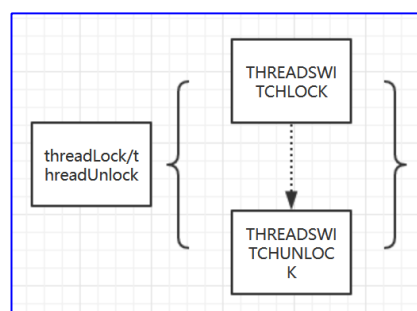 THREADSWI
TCHLOCK
threadLock/t
hreadUnlock
THREADSWI
TCHUNLOC
K